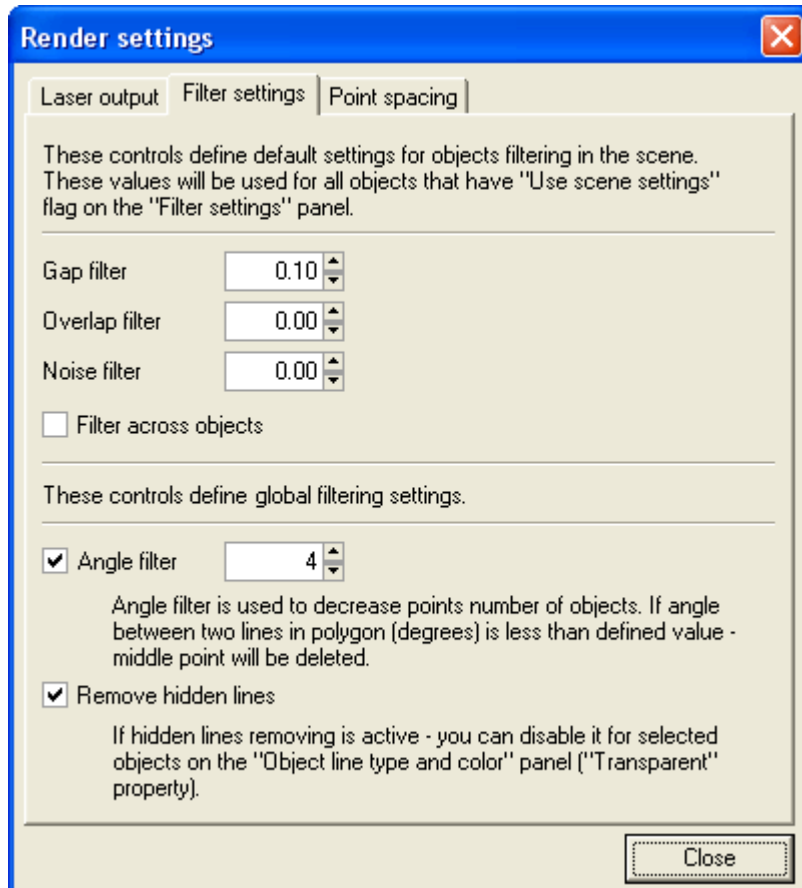 Render settings
Laser output Filter settings Point spacing
These controls define default settings for objects filtering in the scene.
These values will be used for all objects that have "Use scene settings"
flag on the "Filter settings" panel.
Gap filter 0.10
Overlap filter 0.00
Noise filter 0.00
Filter across objects
These controls define global filtering settings.
Angle filter 4
Angle filter is used to decrease points number of objects. If angle
between two lines in polygon (degrees) is less than defined value -
middle point will be deleted.
Remove hidden lines
If hidden lines removing is active - you can disable it for selected
objects on the "Object line type and color" panel ("Transparent"
property).
Close